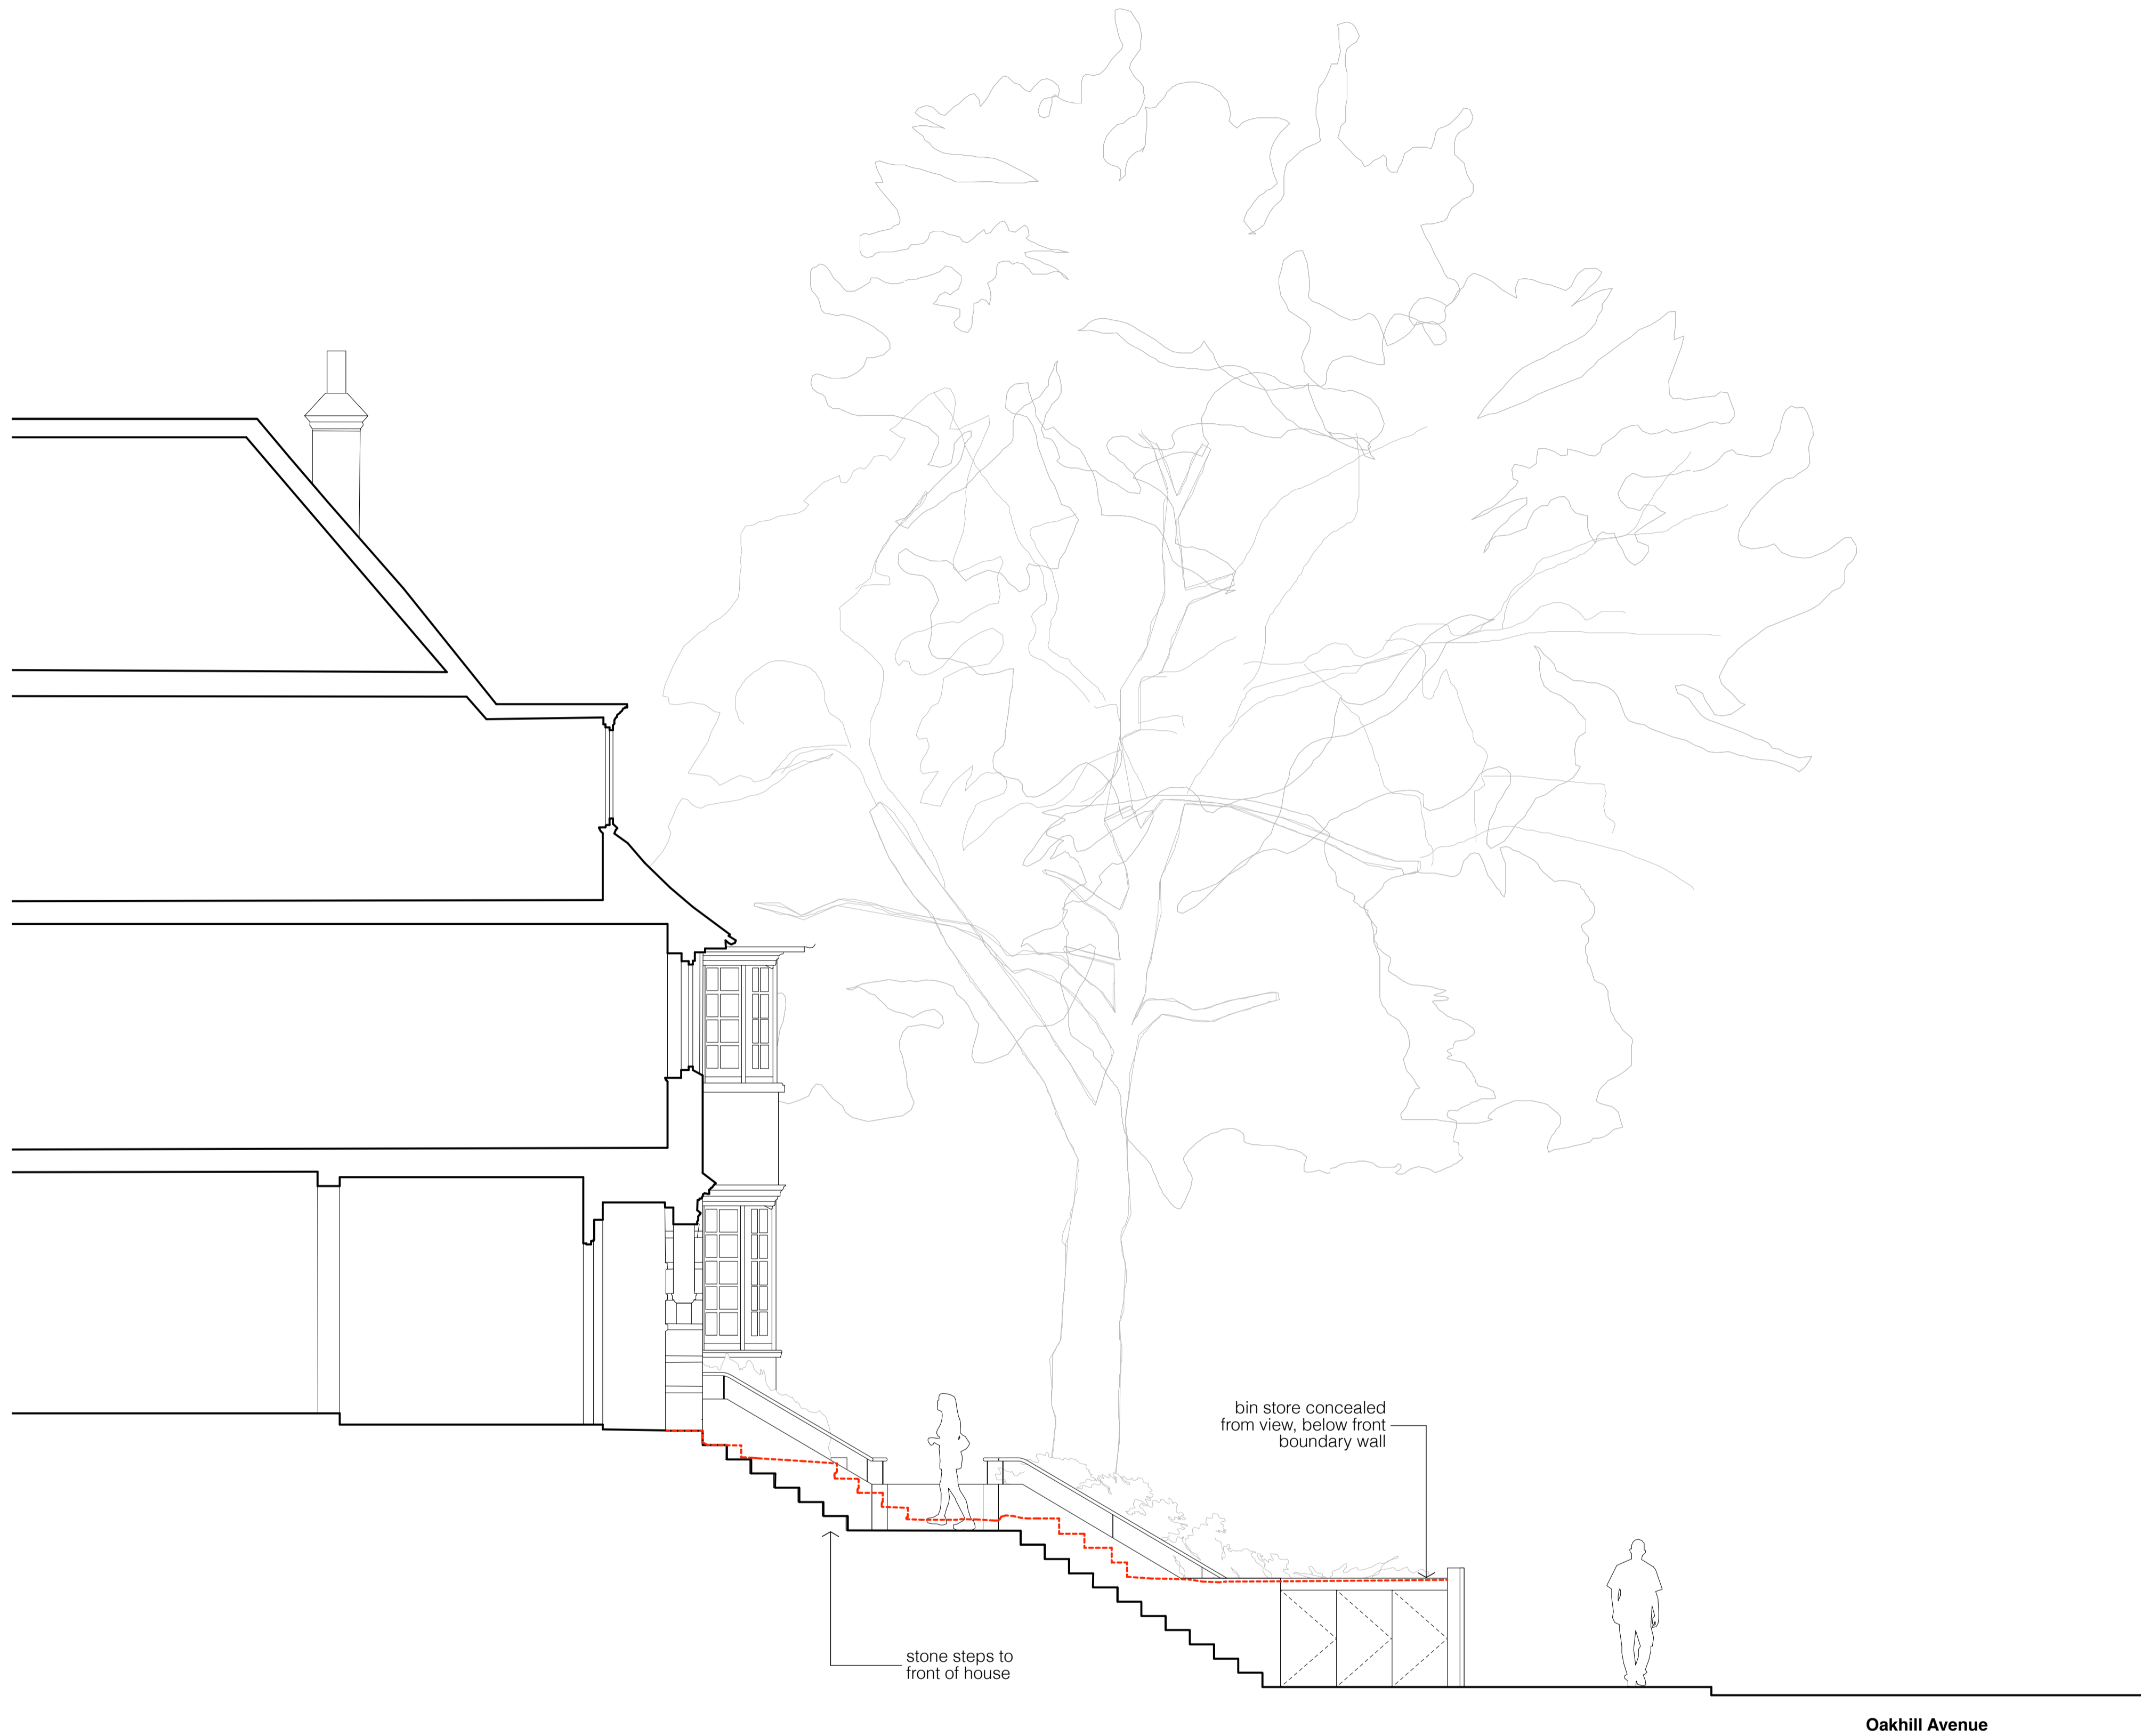 bin store concealed
from view, below front
boundary wall
stone steps to
front of house
Oakhill Avenue